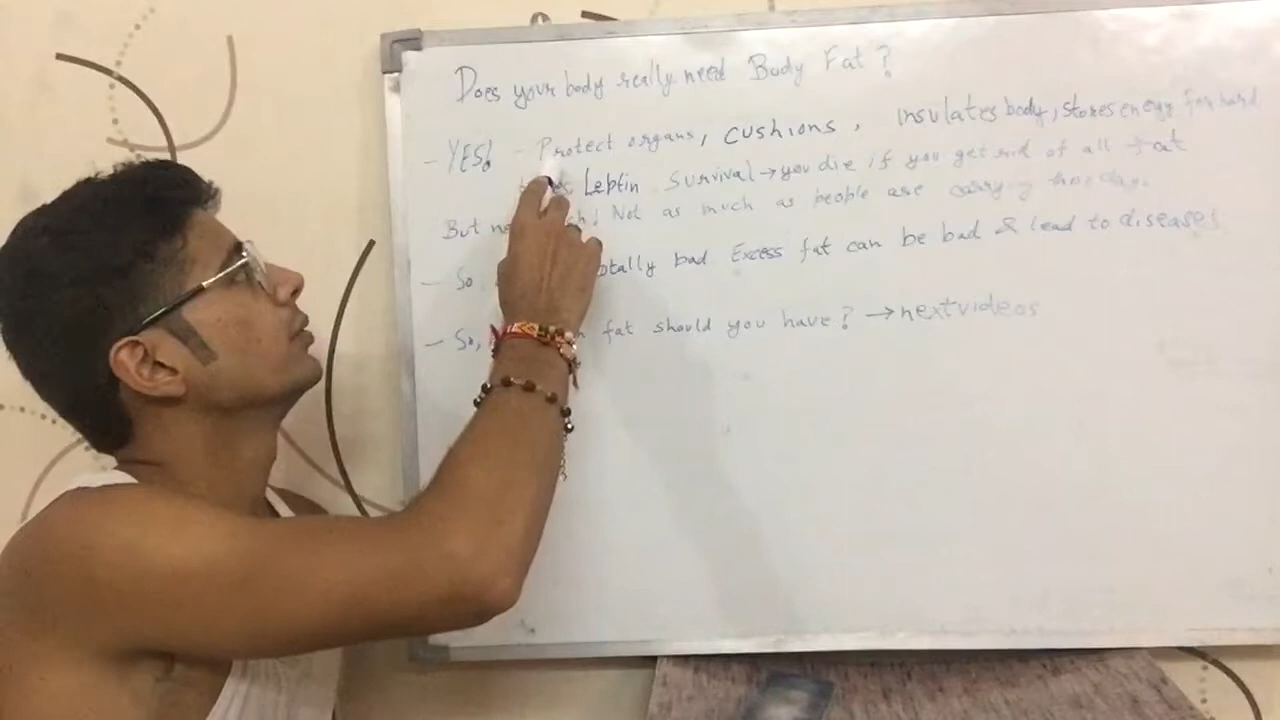 Does your body really need Body Fat?
- YES! - Protect organs, cushions, insulates body, stores energy for hard
Leptin Survival → you die if you get rid of all fat
But Not as much as people are carrying
- So totally bad Excess fat can be bad & lead to diseases
- So, fat should you have? → next videos